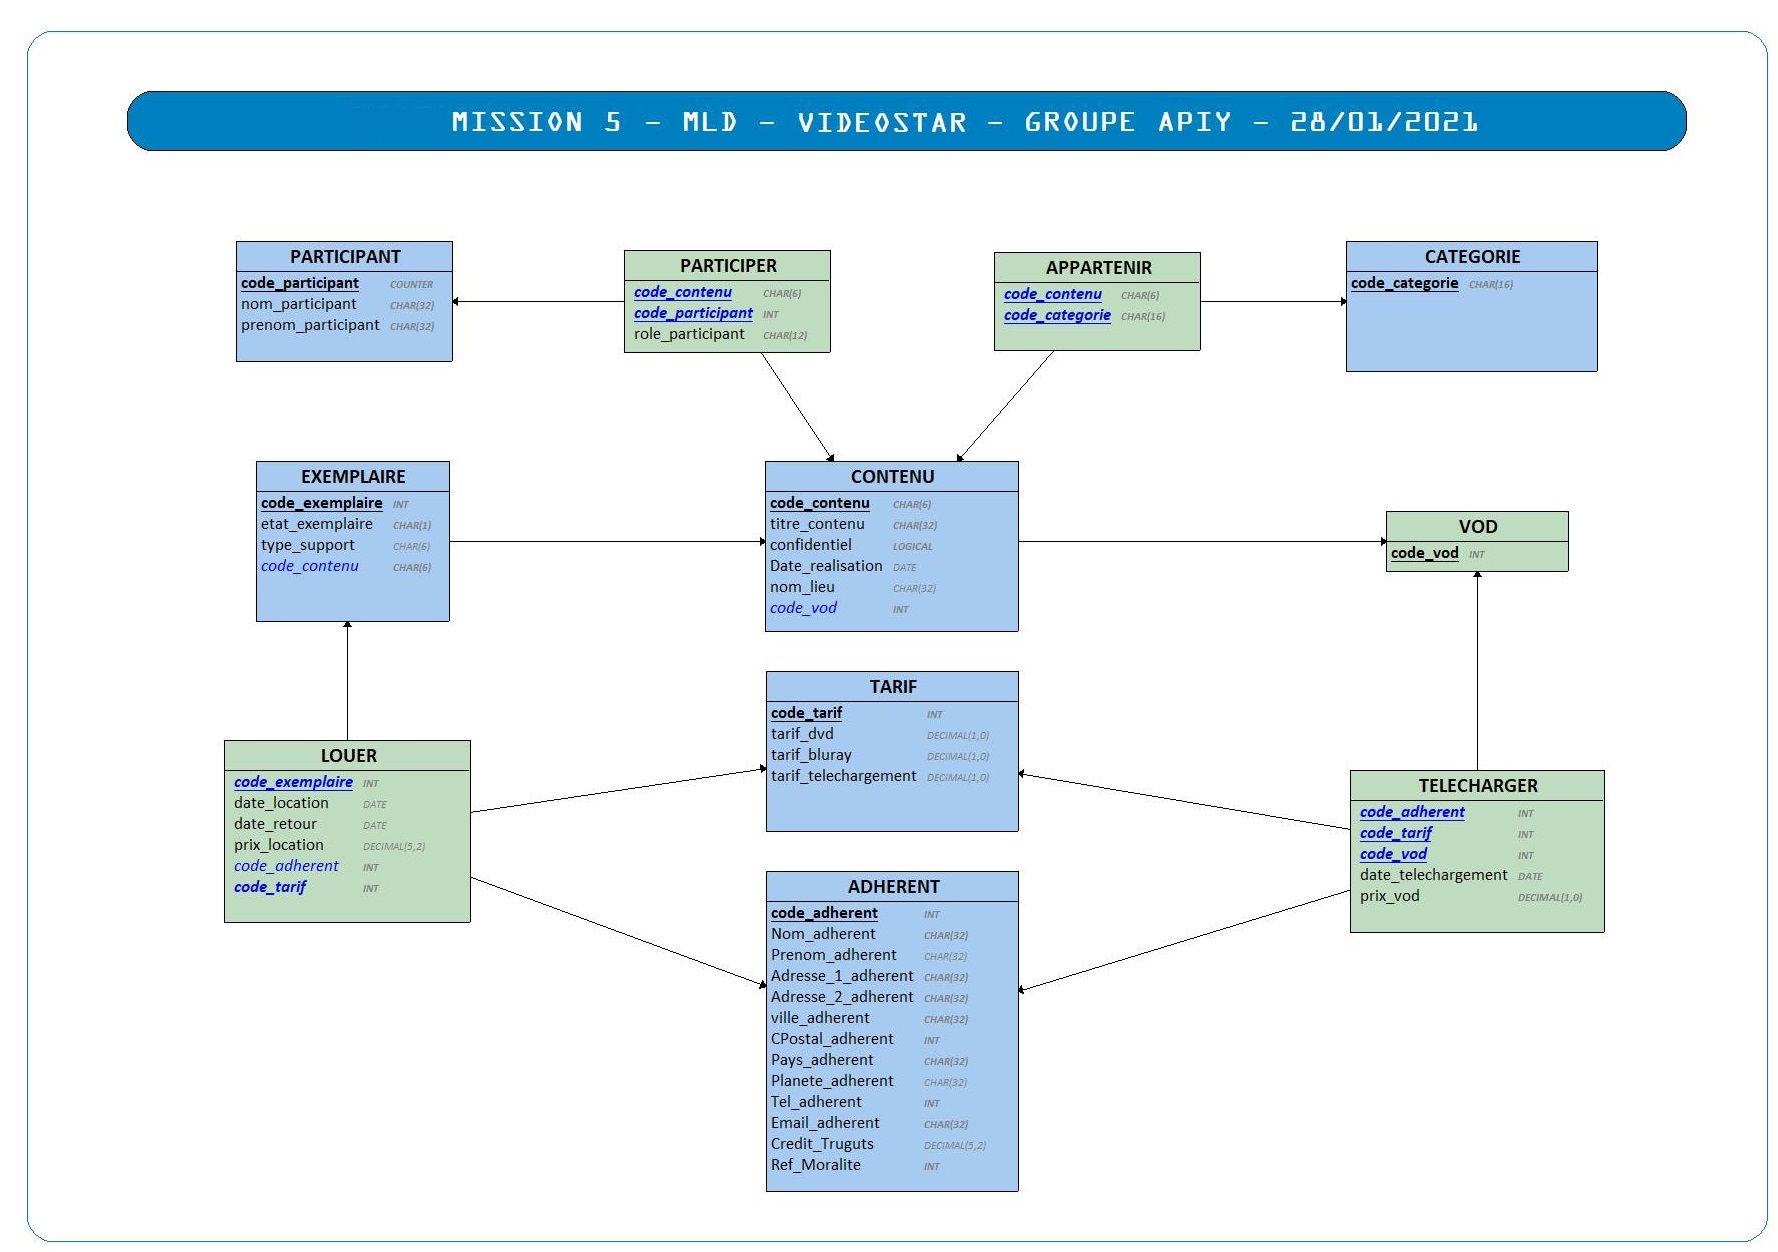 MISSION 5 - MLD - VIDEOSTAR - GROUPE APIY - 28/01/2021
PARTICIPANT
code_participant COUNTER
nom_participant CHAR(32)
prenom_participant CHAR(32)
PARTICIPER
code_contenu CHAR(6)
code_participant INT
role_participant CHAR(12)
APPARTENIR
code_contenu CHAR(6)
code_categorie CHAR(16)
CATEGORIE
code_categorie CHAR(16)
EXEMPLAIRE
code_exemplaire INT
etat_exemplaire CHAR(1)
type_support CHAR(6)
code_contenu CHAR(6)
CONTENU
code_contenu CHAR(6)
titre_contenu CHAR(32)
confidentiel LOGICAL
Date_realisation DATE
nom_lieu CHAR(32)
code_vod INT
VOD
code_vod INT
TARIF
code_tarif INT
tarif_dvd DECIMAL(1,0)
tarif_bluray DECIMAL(1,0)
tarif_telechargement DECIMAL(1,0)
LOUER
code_exemplaire INT
date_location DATE
date_retour DATE
prix_location DECIMAL(5,2)
code_adherent INT
code_tarif INT
TELECHARGER
code_adherent INT
code_tarif INT
code_vod INT
date_telechargement DATE
prix_vod DECIMAL(1,0)
ADHERENT
code_adherent INT
Nom_adherent CHAR(32)
Prenom_adherent CHAR(32)
Adresse_1_adherent CHAR(32)
Adresse_2_adherent CHAR(32)
ville_adherent CHAR(32)
CPostal_adherent INT
Pays_adherent CHAR(32)
Planete_adherent CHAR(32)
Tel_adherent INT
Email_adherent CHAR(32)
Credit_Truguts DECIMAL(5,2)
Ref_Moralite INT